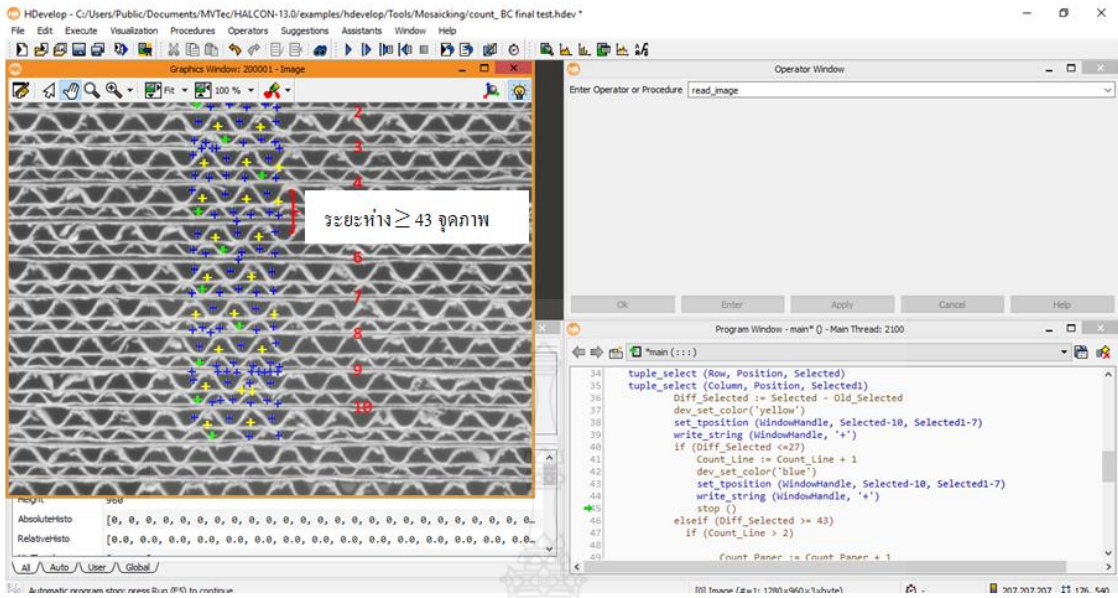 HDevelop - C:/Users/Public/Documents/MVTec/HALCON-13.0/examples/hdevelop/Tools/Mosaicking/count_ BC final test.hdev *
File Edit Execute Visualization Procedures Operators Suggestions Assistants Window Help
Graphics Window: 200001 - Image
Operator Window
Fit 100 %
Enter Operator or Procedure read_image
2
3
4
ระยะห่าง ≥ 43 จุดภาพ
6
7
8
9
10
Ok Enter Apply Cancel Help
Program Window - main* () - Main Thread: 2100
*main (:::)
34 tuple_select (Row, Position, Selected)
35 tuple_select (Column, Position, Selected1)
36 Diff_Selected := Selected - Old_Selected
37 dev_set_color('yellow')
38 set_tposition (WindowHandle, Selected-10, Selected1-7)
39 write_string (WindowHandle, '+')
40 if (Diff_Selected <=27)
41 Count_Line := Count_Line + 1
42 dev_set_color('blue')
43 set_tposition (WindowHandle, Selected-10, Selected1-7)
44 write_string (WindowHandle, '+')
45 stop ()
46 elseif (Diff_Selected >= 43)
47 if (Count_Line > 2)
48
49 Count_Paper := Count_Paper + 1
Height 960
AbsoluteHisto [0, 0, 0, 0, 0, 0, 0, 0, 0, 0, 0, 0, 0, 0, 0, 0, 0, 0, 0, 0, 0, 0, 0, 0, 0, 0…
RelativeHisto [0.0, 0.0, 0.0, 0.0, 0.0, 0.0, 0.0, 0.0, 0.0, 0.0, 0.0, 0.0, 0.0, 0.0, 0.0…
All Auto User Global
Automatic program stop; press Run (F5) to continue
[0] Image (#=1: 1280×960×3×byte) - 207,207,207 176, 540